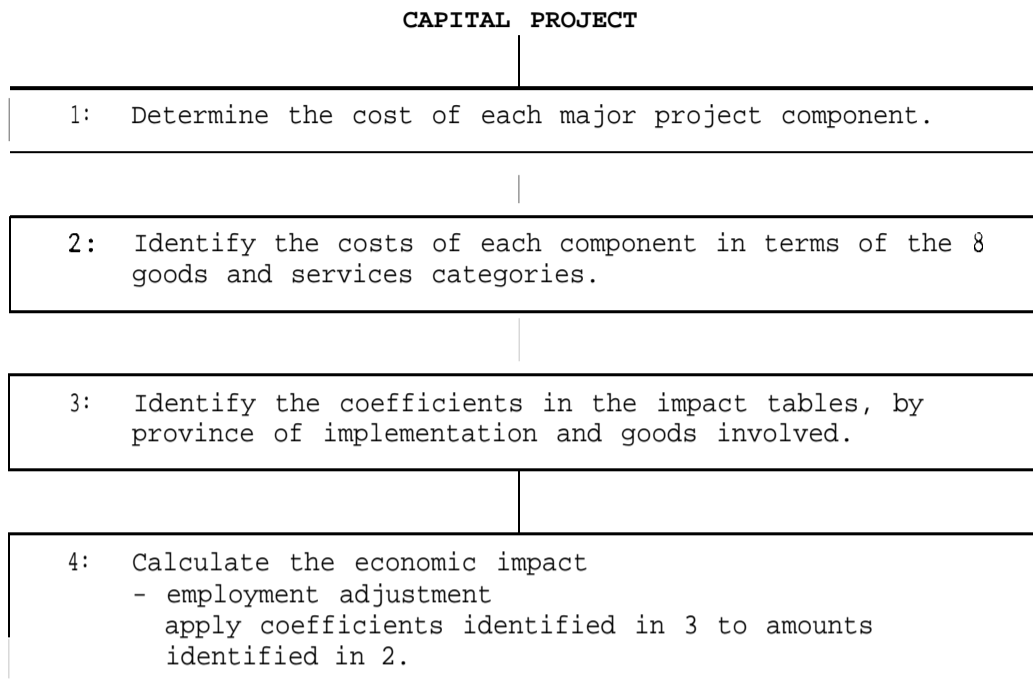 CAPITAL PROJECT
1: Determine the cost of each major project component.
2: Identify the costs of each component in terms of the 8
goods and services categories.
3: Identify the coefficients in the impact tables, by
province of implementation and goods involved.
4: Calculate the economic impact
- employment adjustment
apply coefficients identified in 3 to amounts
identified in 2.